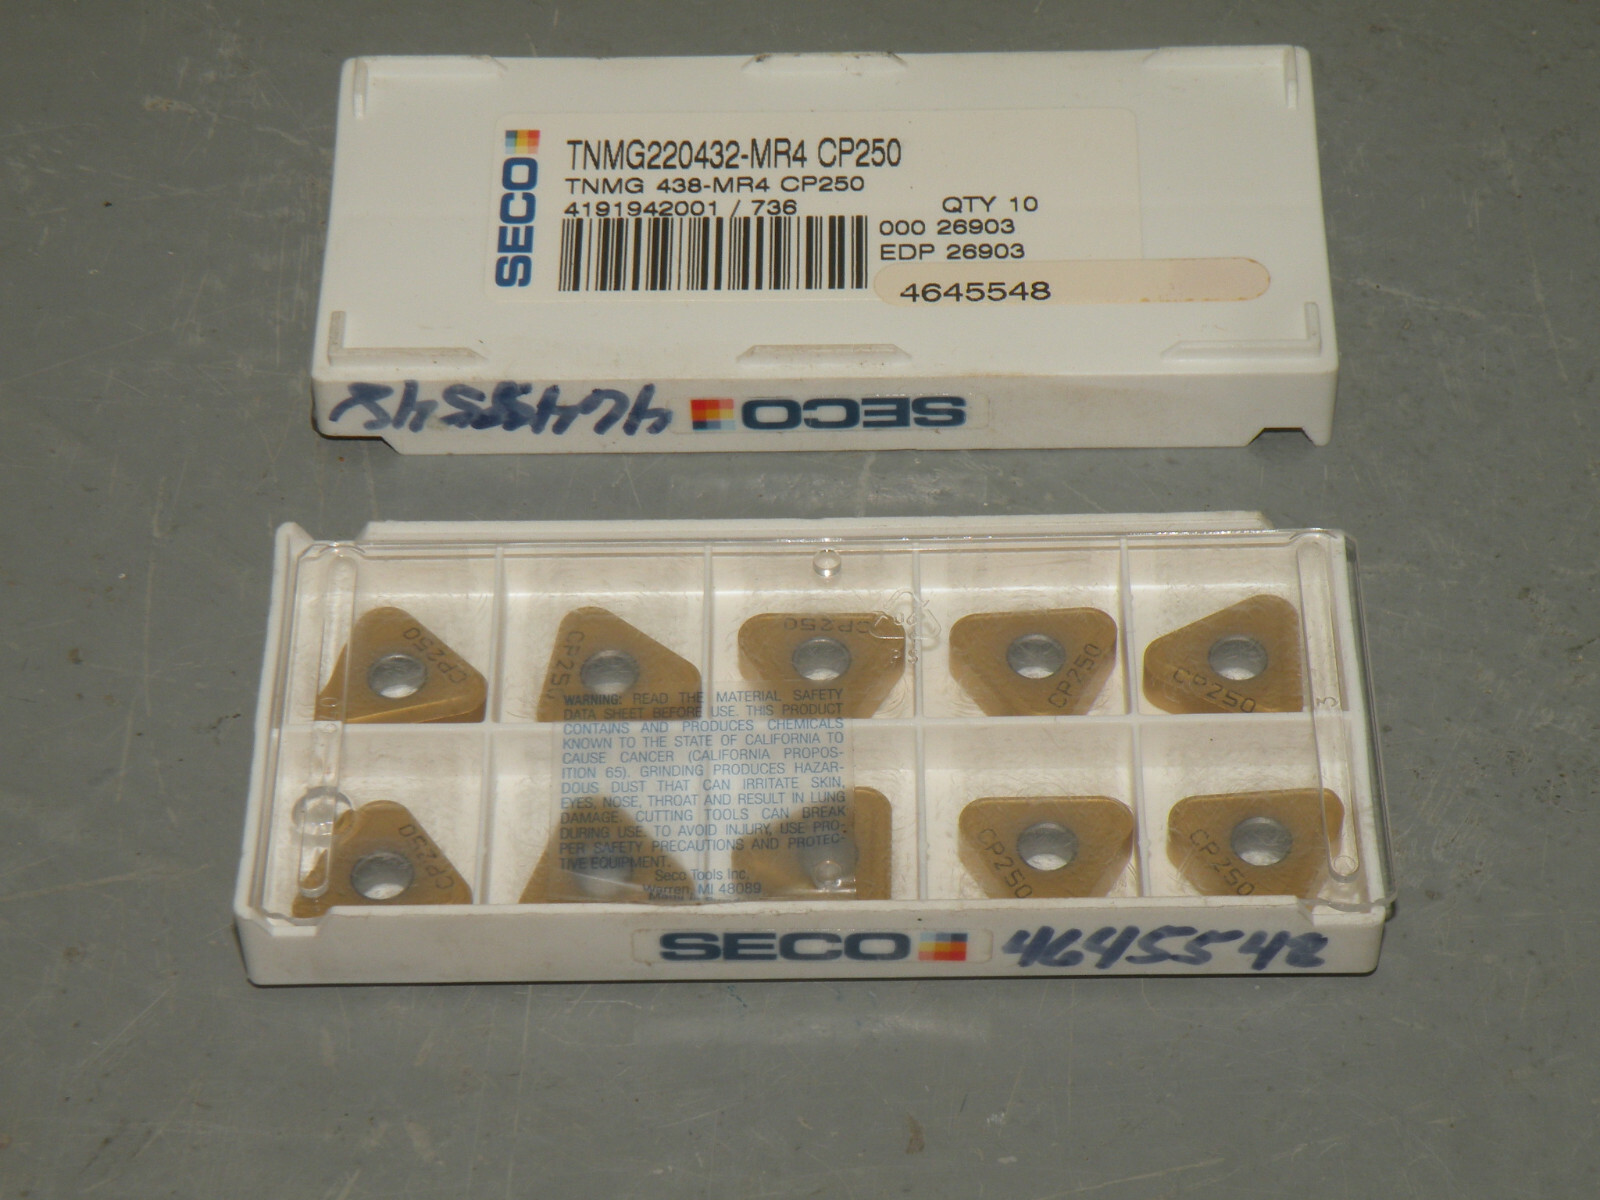 SECO
TNMG220432-MR4 CP250
TNMG 438-MR4 CP250
4191942001 / 736
QTY 10
000 26903
EDP 26903
4645548
SECO
4645548
CP250
CP25
CP250
CP250
CP250
WARNING: READ THE MATERIAL SAFETY
DATA SHEET BEFORE USE. THIS PRODUCT
CONTAINS AND PRODUCES CHEMICALS
KNOWN TO THE STATE OF CALIFORNIA TO
CAUSE CANCER (CALIFORNIA PROPOS-
ITION 65). GRINDING PRODUCES HAZAR-
DOUS DUST THAT CAN IRRITATE SKIN,
EYES, NOSE, THROAT AND RESULT IN LUNG
DAMAGE. CUTTING TOOLS CAN BREAK
DURING USE. TO AVOID INJURY, USE PRO-
PER SAFETY PRECAUTIONS AND PROTEC-
TIVE EQUIPMENT.
Seco Tools Inc.
Warren, MI 48089
3
CP250
CP250
CP250
SECO
4645548